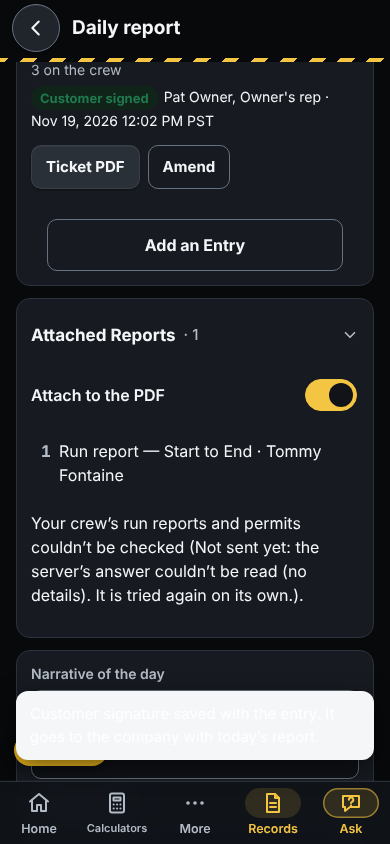 Daily report
3 on the crew
Customer signed Pat Owner, Owner's rep ·
Nov 19, 2026 12:02 PM PST
Ticket PDF Amend
Add an Entry
Attached Reports · 1
Attach to the PDF
1 Run report — Start to End · Tommy
Fontaine
Your crew’s run reports and permits
couldn’t be checked (Not sent yet: the
server’s answer couldn’t be read (no
details). It is tried again on its own.).
Narrative of the day
Customer signature saved with the entry. It
goes to the company with today's report.
Home Calculators More Records Ask